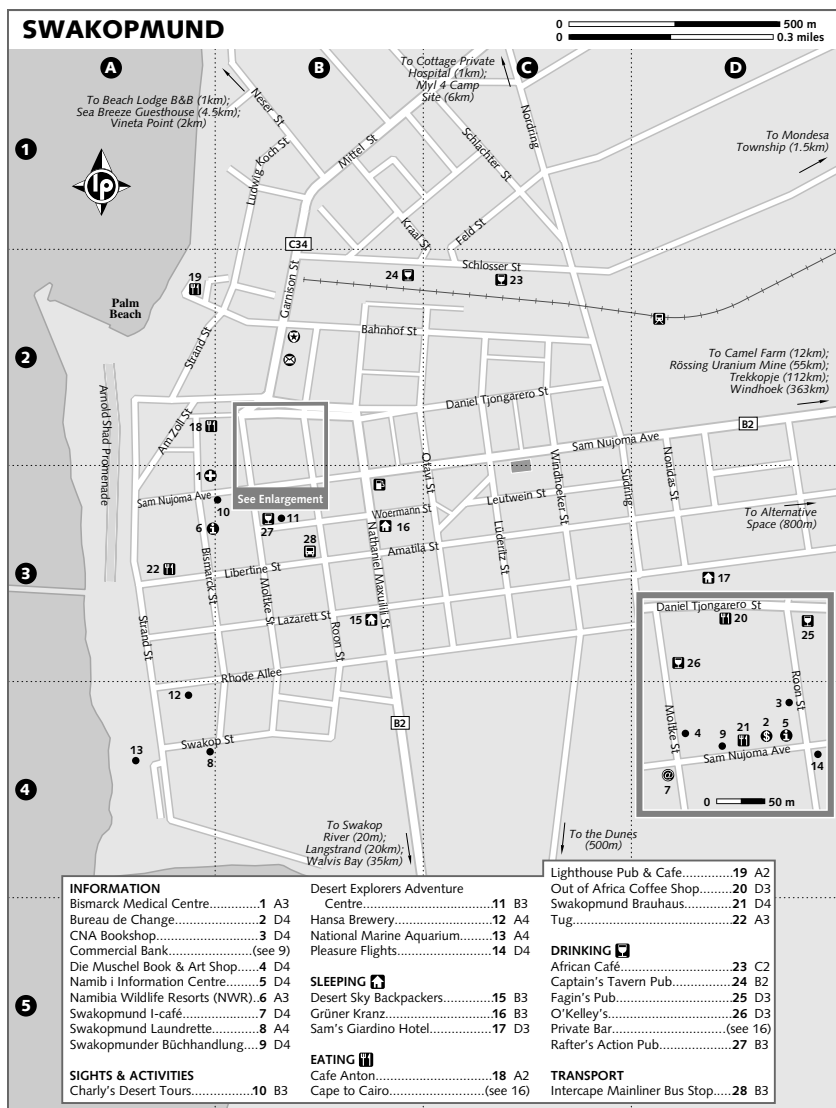 SWAKOPMUND
0 500 m
0 0.3 miles
A
B
C
D
1
2
3
4
5
To Beach Lodge B&B (1km);
Sea Breeze Guesthouse (4.5km);
Vineta Point (2km)
To Cottage Private
Hospital (1km);
Myl 4 Camp
Site (6km)
To Mondesa
Township (1.5km)
lp
Neser St
Mittel St
Ludwig Koch St
Schlachter St
Nordring
Kraal St
Feld St
C34
Schlosser St
19
24
23
Palm
Beach
Garnison St
Strand St
Bahnhof St
To Camel Farm (12km);
Rössing Uranium Mine (55km);
Trekkopje (112km);
Windhoek (363km)
Arnold Shad Promenade
Am Zoll St
18
Daniel Tjongarero St
B2
Sam Nujoma Ave
Otavi St
Windhoeker St
Südring
Nonidas St
1
Sam Nujoma Ave
10
See Enlargement
6
27
11
Woermann St
16
Leutwein St
Lüderitz St
To Alternative
Space (800m)
28
Amatila St
22
Bismarck St
Libertine St
Moltke St
Nathaniel Maxulili St
17
Strand St
Lazarett St
15
Roon St
Rhode Allee
12
B2
13
Swakop St
8
Daniel Tjongarero St
20
25
26
Roon St
3
Moltke St
4
9
21
2
5
Sam Nujoma Ave
14
@
7
0 50 m
To Swakop
River (20m);
Langstrand (20km);
Walvis Bay (35km)
To the Dunes
(500m)
INFORMATION
Bismarck Medical Centre..............1 A3
Bureau de Change.......................2 D4
CNA Bookshop............................3 D4
Commercial Bank....................(see 9)
Die Muschel Book & Art Shop.....4 D4
Namib i Information Centre........5 D4
Namibia Wildlife Resorts (NWR)..6 A3
Swakopmund I-café....................7 D4
Swakopmund Laundrette............8 A4
Swakopmunder Büchhandlung...9 D4
SIGHTS & ACTIVITIES
Charly's Desert Tours................10 B3
Desert Explorers Adventure
Centre..................................11 B3
Hansa Brewery..........................12 A4
National Marine Aquarium........13 A4
Pleasure Flights.........................14 D4
SLEEPING
Desert Sky Backpackers.............15 B3
Grüner Kranz.............................16 B3
Sam's Giardino Hotel................17 D3
EATING
Cafe Anton...............................18 A2
Cape to Cairo........................(see 16)
Lighthouse Pub & Cafe..............19 A2
Out of Africa Coffee Shop.........20 D3
Swakopmund Brauhaus............21 D4
Tug..........................................22 A3
DRINKING
African Café..............................23 C2
Captain's Tavern Pub................24 B2
Fagin's Pub...............................25 D3
O'Kelley's.................................26 D3
Private Bar............................(see 16)
Rafter's Action Pub...................27 B3
TRANSPORT
Intercape Mainliner Bus Stop.....28 B3